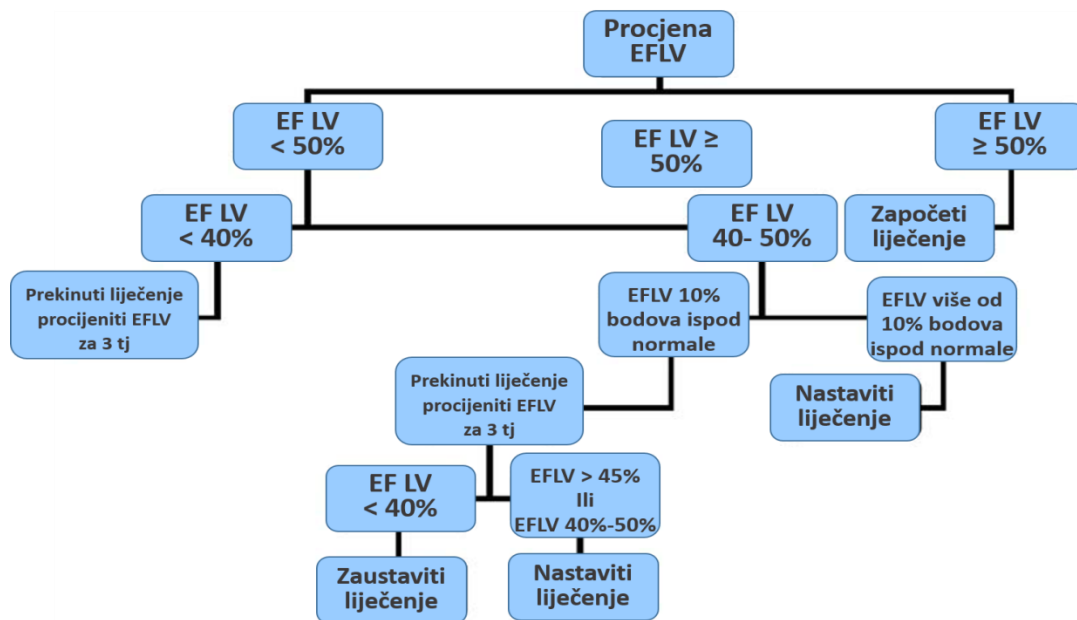 Procjena
EFLV
EF LV
< 50%
EF LV ≥
50%
EF LV
≥ 50%
EF LV
< 40%
EF LV
40- 50%
Započeti
liječenje
Prekinuti liječenje
procijeniti EFLV
za 3 tj
EFLV 10%
bodova ispod
normale
EFLV više od
10% bodova
ispod normale
Prekinuti liječenje
procijeniti EFLV
za 3 tj
Nastaviti
liječenje
EF LV
< 40%
EFLV > 45%
Ili
EFLV 40%-50%
Zaustaviti
liječenje
Nastaviti
liječenje